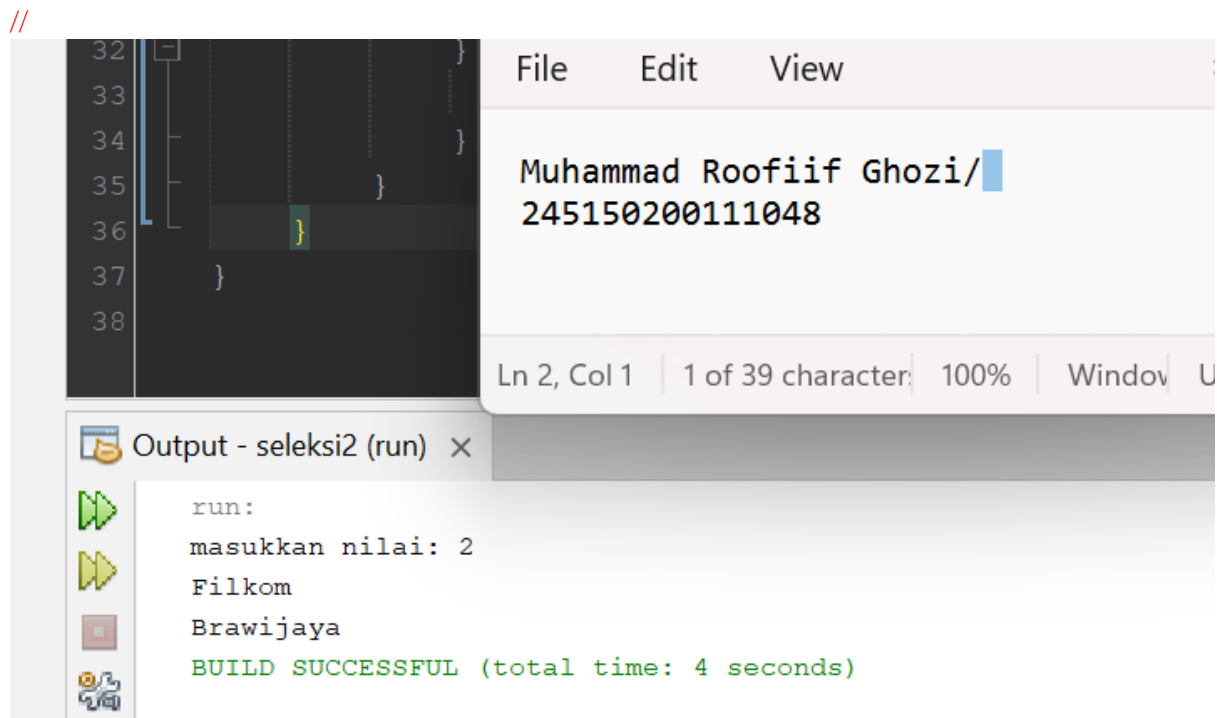 //
32 }
33
34 }
35 }
36 }
37 }
38
File Edit View
Muhammad Roofiif Ghozi/
245150200111048
Ln 2, Col 1 1 of 39 character 100% Window U
Output - seleksi2 (run) ×
run:
masukkan nilai: 2
Filkom
Brawijaya
BUILD SUCCESSFUL (total time: 4 seconds)